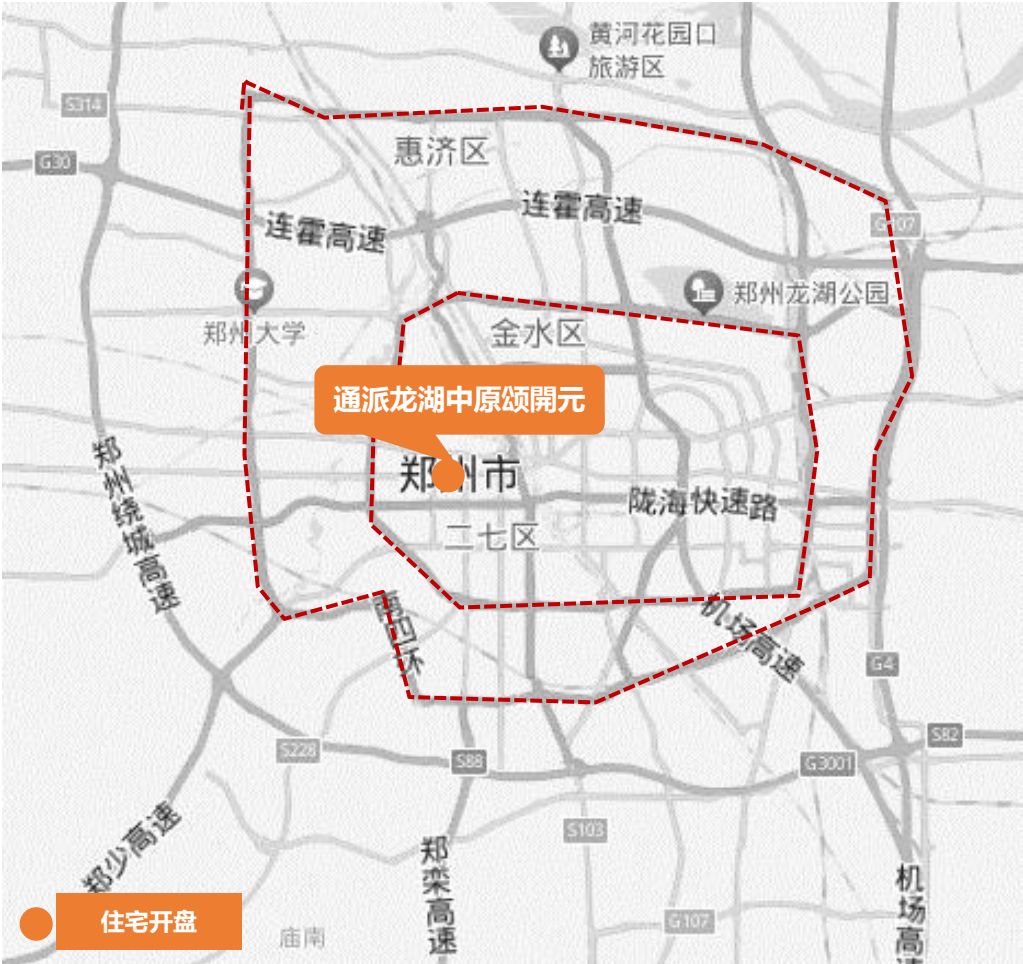 黄河花园口
旅游区
S314
惠济区
G30
连霍高速
连霍高速
G107
郑州龙湖公园
郑州大学
金水区
通派龙湖中原颂開元
郑州市
陇海快速路
二七区
郑州绕城高速
南四环
机场高速
G4
S82
S228
S88
G3001
郑少高速
S103
郑栾高速
机场高速
住宅开盘
G107
庙南